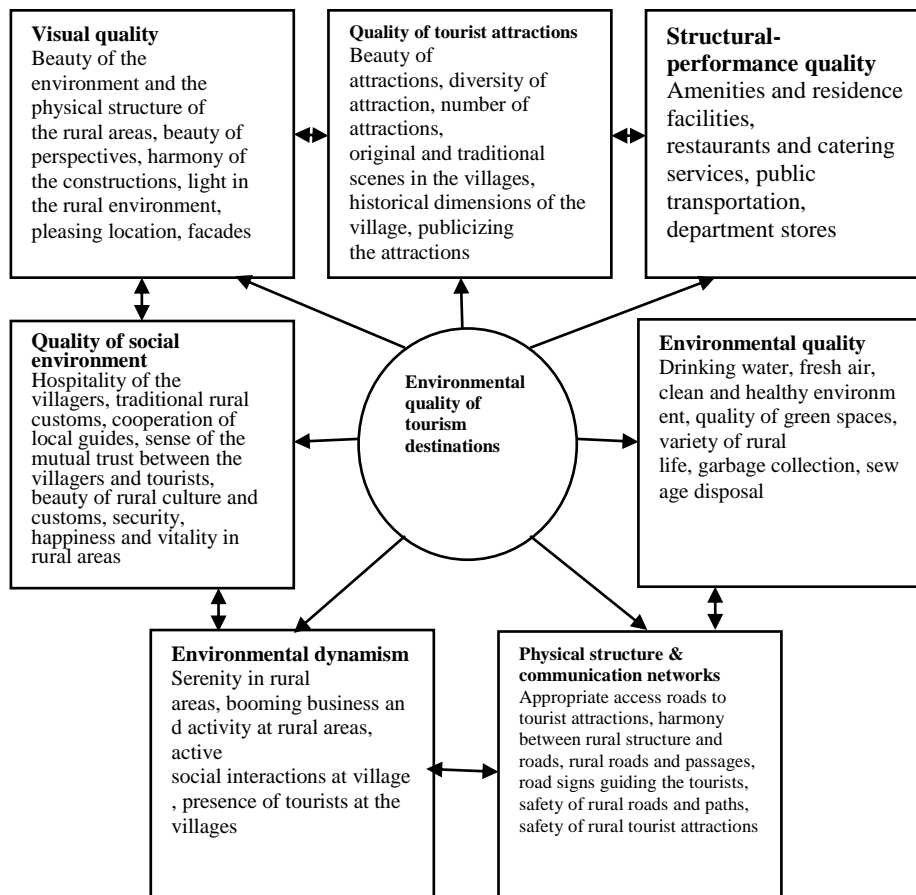 Visual quality
Beauty of the
environment and the
physical structure of
the rural areas, beauty of
perspectives, harmony of
the constructions, light in
the rural environment,
pleasing location, facades
Quality of tourist attractions
Beauty of
attractions, diversity of
attraction, number of
attractions,
original and traditional
scenes in the villages,
historical dimensions of the
village, publicizing
the attractions
Structural-
performance quality
Amenities and residence
facilities,
restaurants and catering
services, public
transportation,
department stores
Quality of social
environment
Hospitality of the
villagers, traditional rural
customs, cooperation of
local guides, sense of the
mutual trust between the
villagers and tourists,
beauty of rural culture and
customs, security,
happiness and vitality in
rural areas
Environmental
quality of
tourism
destinations
Environmental quality
Drinking water, fresh air,
clean and healthy environm
ent, quality of green spaces,
variety of rural
life, garbage collection, sew
age disposal
Environmental dynamism
Serenity in rural
areas, booming business an
d activity at rural areas,
active
social interactions at village
, presence of tourists at the
villages
Physical structure &
communication networks
Appropriate access roads to
tourist attractions, harmony
between rural structure and
roads, rural roads and passages,
road signs guiding the tourists,
safety of rural roads and paths,
safety of rural tourist attractions